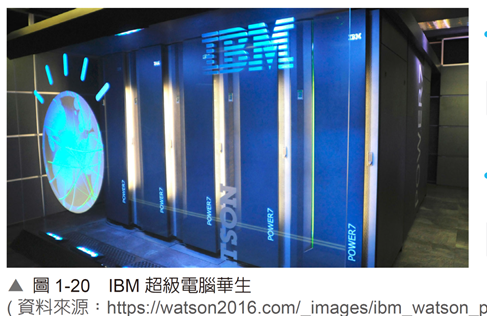 IBM
IBM
POWER7
POWER7
POWER7
POWER7
POWER7
TSON
▲ 圖 1-20 IBM 超級電腦華生
( 資料來源：https://watson2016.com/_images/ibm_watson_p